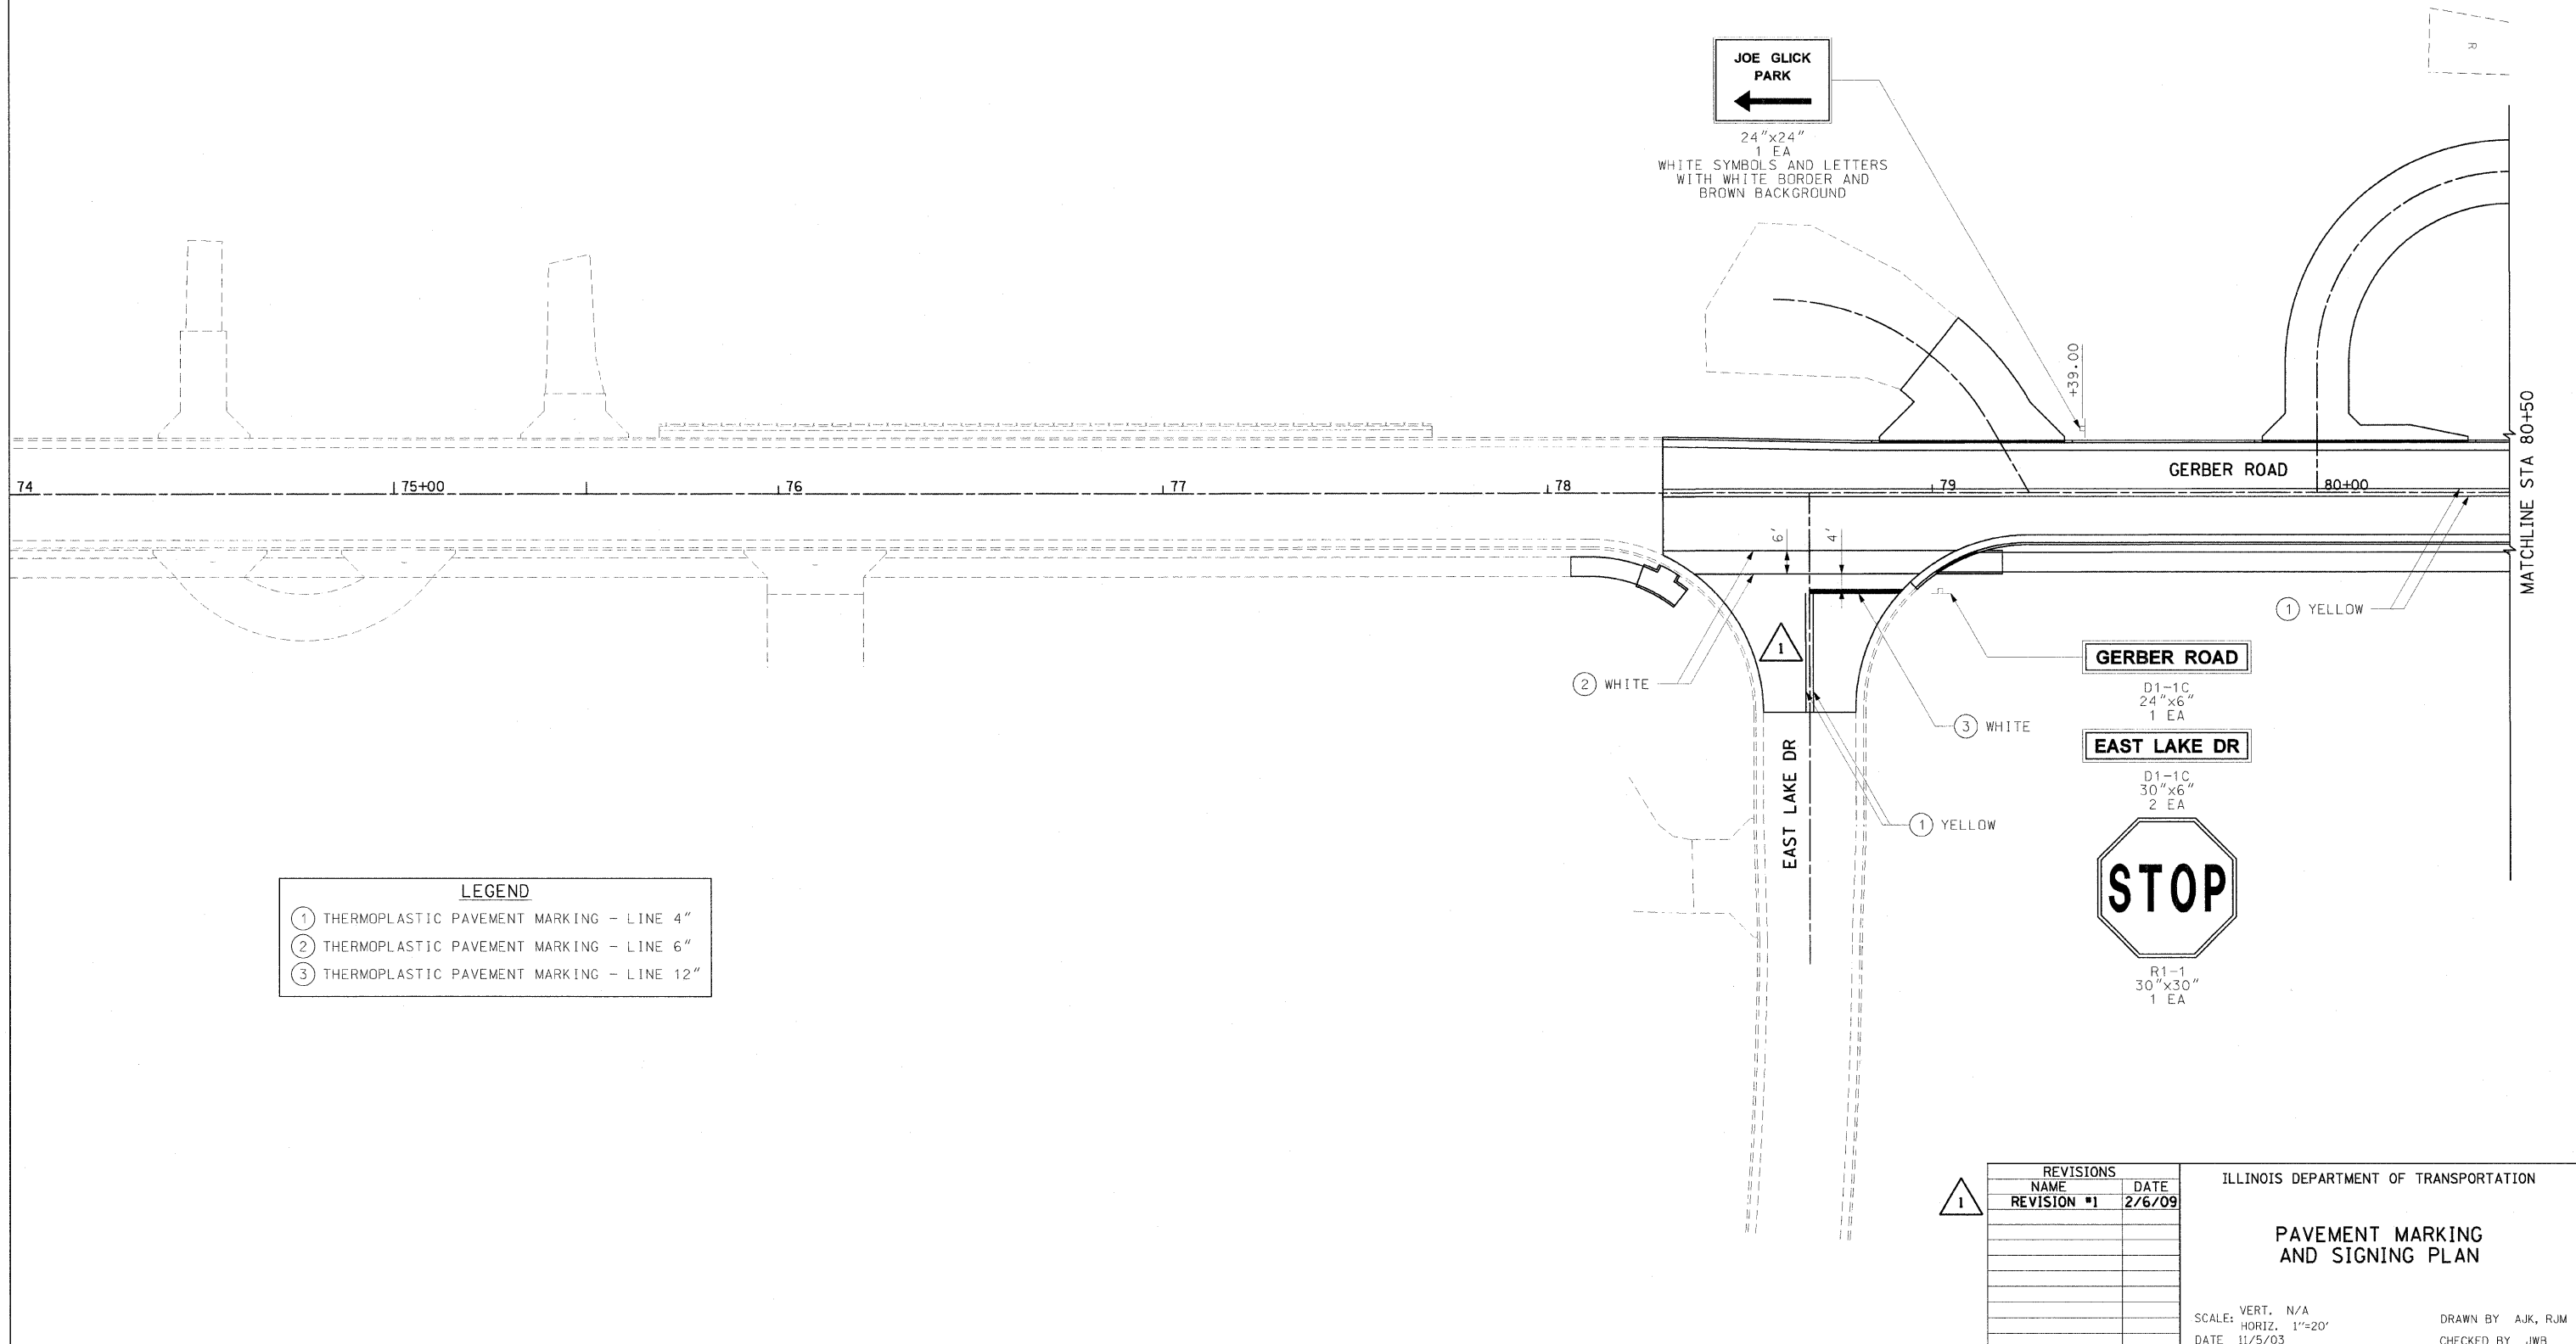 JOE GLICK
PARK
24"x24"
1 EA
WHITE SYMBOLS AND LETTERS
WITH WHITE BORDER AND
BROWN BACKGROUND
R
+39.00
MATCHLINE STA 80+50
GERBER ROAD
74
75+00
76
77
78
79
80+00
6'
4'
1 YELLOW
1
2 WHITE
3 WHITE
GERBER ROAD
D1-1C
24"x6"
1 EA
EAST LAKE DR
D1-1C
30"x6"
2 EA
EAST LAKE DR
1 YELLOW
STOP
R1-1
30"x30"
1 EA
LEGEND
1 THERMOPLASTIC PAVEMENT MARKING - LINE 4"
2 THERMOPLASTIC PAVEMENT MARKING - LINE 6"
3 THERMOPLASTIC PAVEMENT MARKING - LINE 12"
1
REVISIONS
NAME DATE
REVISION #1 2/6/09
ILLINOIS DEPARTMENT OF TRANSPORTATION
PAVEMENT MARKING
AND SIGNING PLAN
SCALE: VERT. N/A
HORIZ. 1"=20'
DATE 11/5/03
DRAWN BY AJK, RJM
CHECKED BY JWB